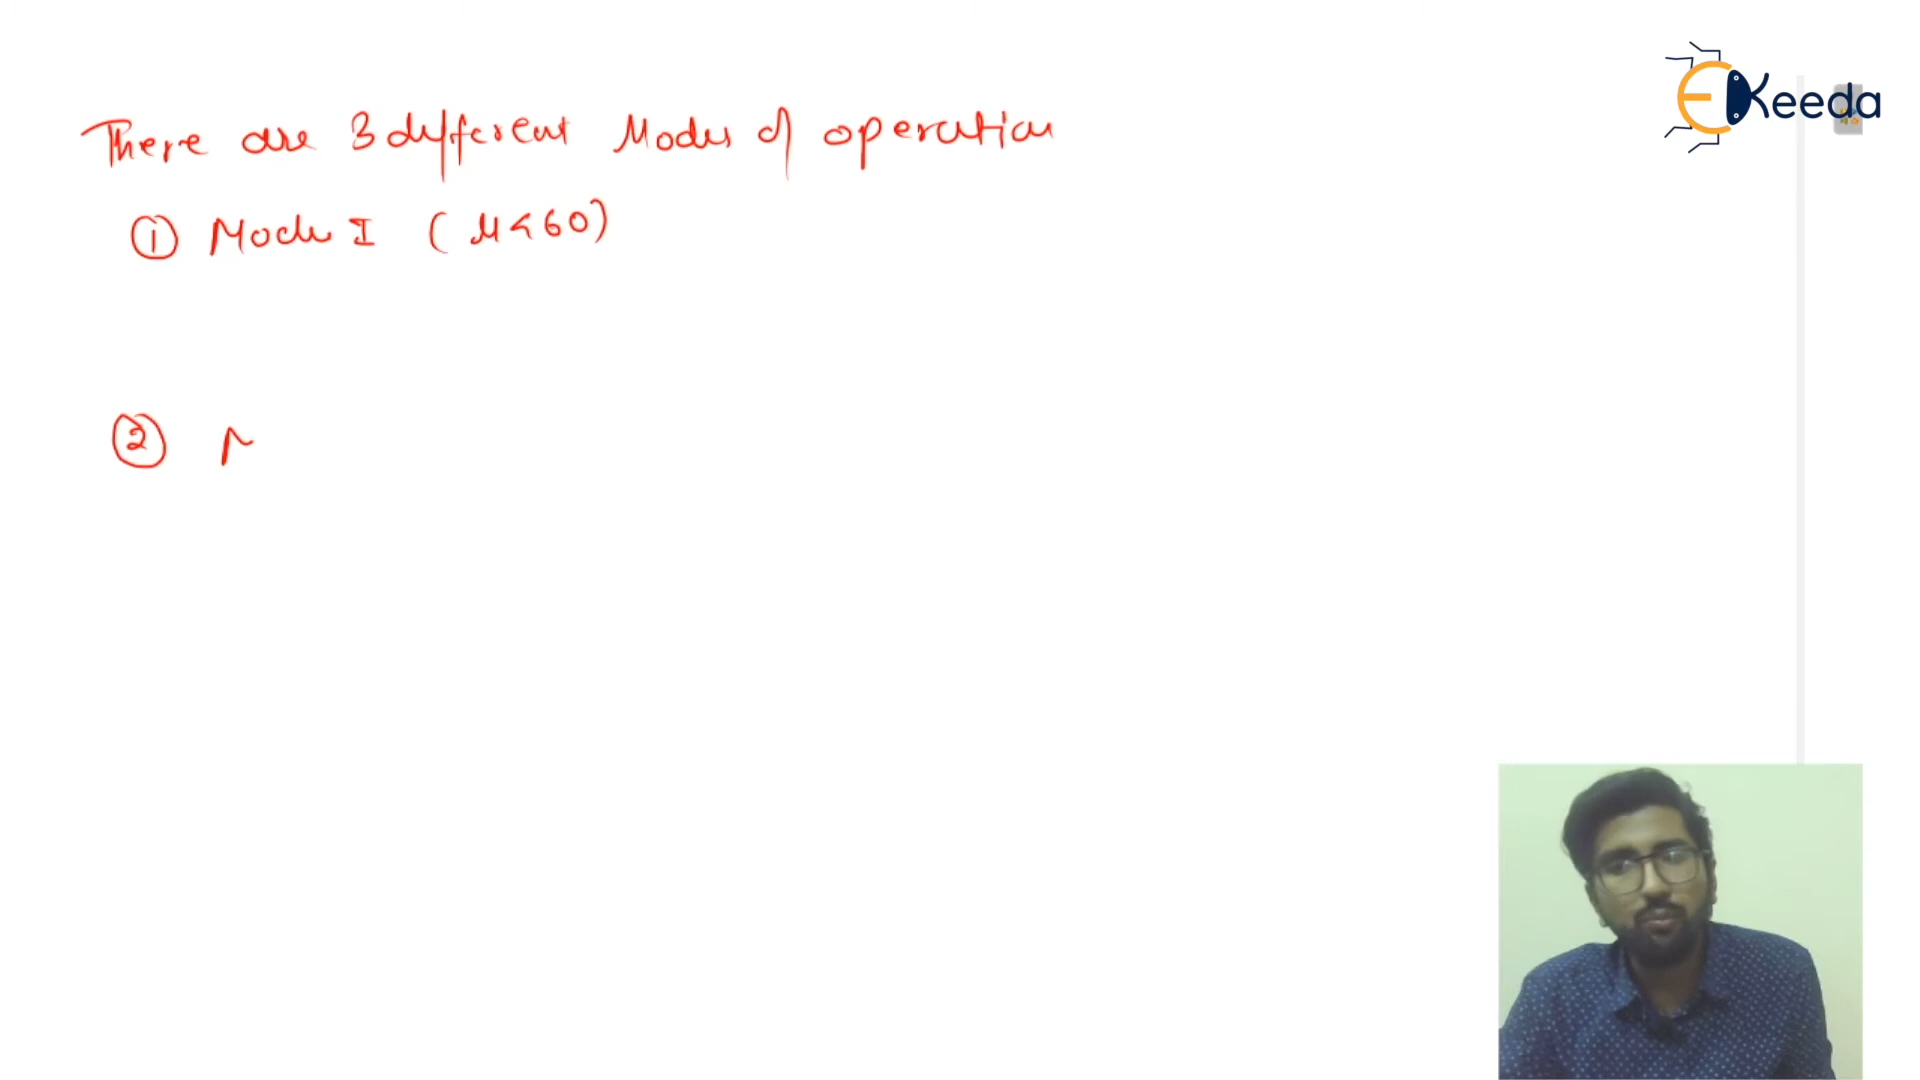 EKeeda
There are 3 different Modes of operation
① Mode I ( μ<60)
② M